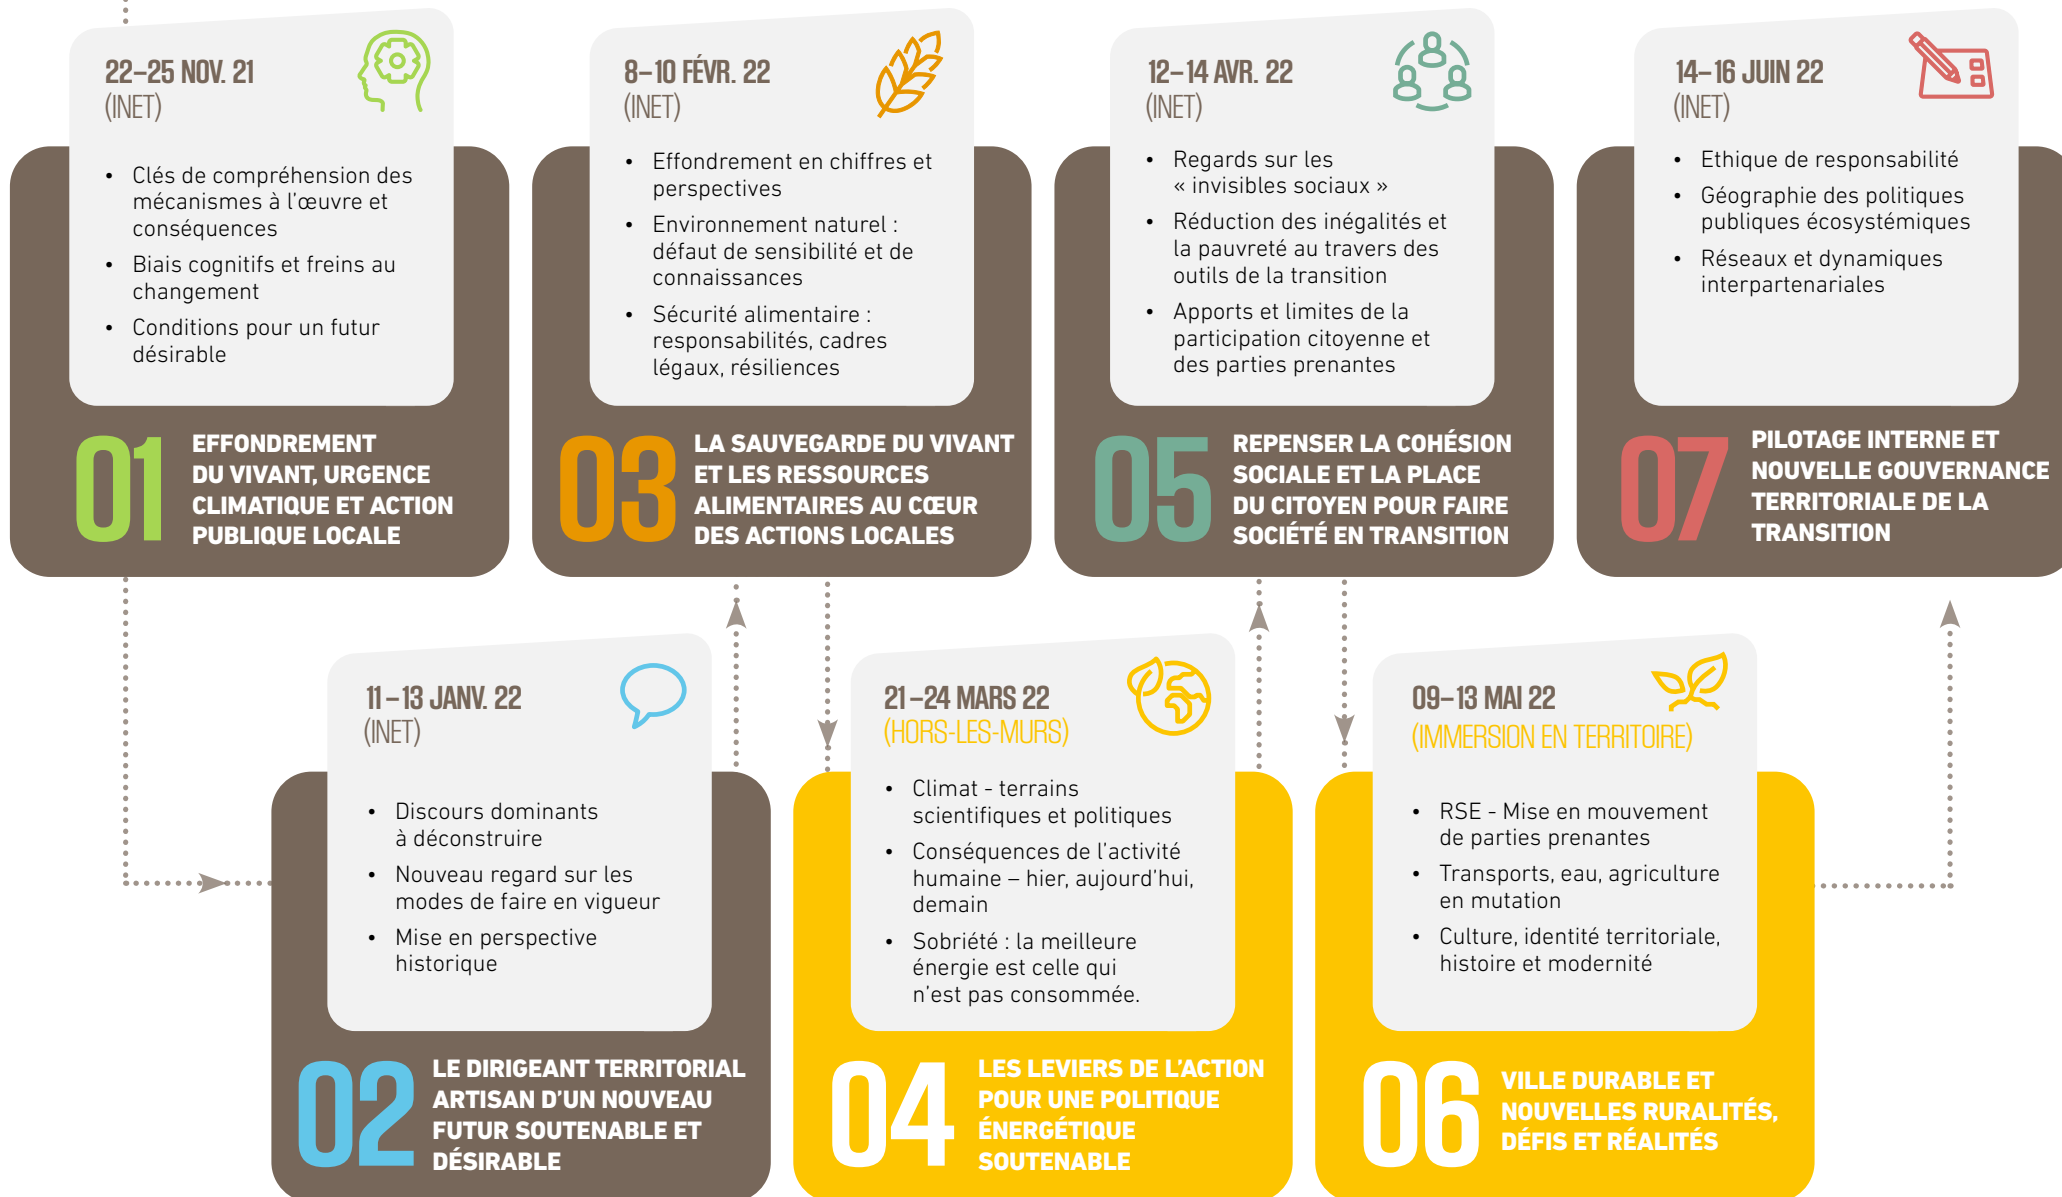 22–25 NOV. 21
(INET)
• Clés de compréhension des
mécanismes à l'œuvre et
conséquences
• Biais cognitifs et freins au
changement
• Conditions pour un futur
désirable
01
EFFONDREMENT
DU VIVANT, URGENCE
CLIMATIQUE ET ACTION
PUBLIQUE LOCALE
11–13 JANV. 22
(INET)
• Discours dominants
à déconstruire
• Nouveau regard sur les
modes de faire en vigueur
• Mise en perspective
historique
02
LE DIRIGEANT TERRITORIAL
ARTISAN D'UN NOUVEAU
FUTUR SOUTENABLE ET
DÉSIRABLE
8–10 FÉVR. 22
(INET)
• Effondrement en chiffres et
perspectives
• Environnement naturel :
défaut de sensibilité et de
connaissances
• Sécurité alimentaire :
responsabilités, cadres
légaux, résiliences
03
LA SAUVEGARDE DU VIVANT
ET LES RESSOURCES
ALIMENTAIRES AU CŒUR
DES ACTIONS LOCALES
21–24 MARS 22
(HORS-LES-MURS)
• Climat - terrains
scientifiques et politiques
• Conséquences de l'activité
humaine – hier, aujourd'hui,
demain
• Sobriété : la meilleure
énergie est celle qui
n'est pas consommée.
04
LES LEVIERS DE L'ACTION
POUR UNE POLITIQUE
ÉNERGÉTIQUE
SOUTENABLE
12–14 AVR. 22
(INET)
• Regards sur les
« invisibles sociaux »
• Réduction des inégalités et
la pauvreté au travers des
outils de la transition
• Apports et limites de la
participation citoyenne et
des parties prenantes
05
REPENSER LA COHÉSION
SOCIALE ET LA PLACE
DU CITOYEN POUR FAIRE
SOCIÉTÉ EN TRANSITION
09–13 MAI 22
(IMMERSION EN TERRITOIRE)
• RSE - Mise en mouvement
de parties prenantes
• Transports, eau, agriculture
en mutation
• Culture, identité territoriale,
histoire et modernité
06
VILLE DURABLE ET
NOUVELLES RURALITÉS,
DÉFIS ET RÉALITÉS
14–16 JUIN 22
(INET)
• Ethique de responsabilité
• Géographie des politiques
publiques écosystémiques
• Réseaux et dynamiques
interpartenariales
07
PILOTAGE INTERNE ET
NOUVELLE GOUVERNANCE
TERRITORIALE DE LA
TRANSITION